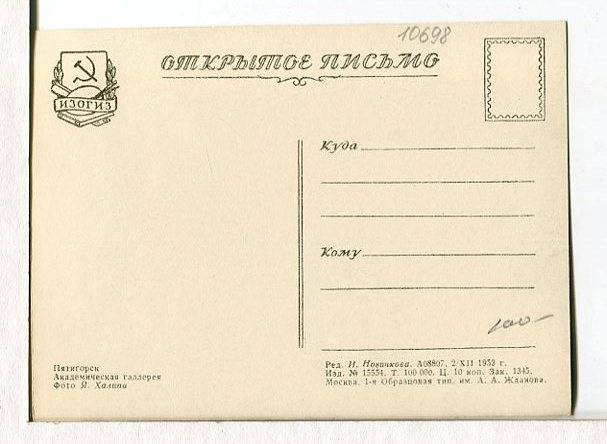 10698
ОТКРЫТОЕ ПИСЬМО
ИЗОГИЗ
Куда
Кому
100-
Пятигорск
Академическая галлерея
Фото Я. Халипа
Ред. И. Новичкова. А08807, 2/XII 1953 г.
Изд. № 15554. Т. 100 000. Ц. 10 коп. Зак. 1345.
Москва. 1-я Образцовая тип. им. А. А. Жданова.